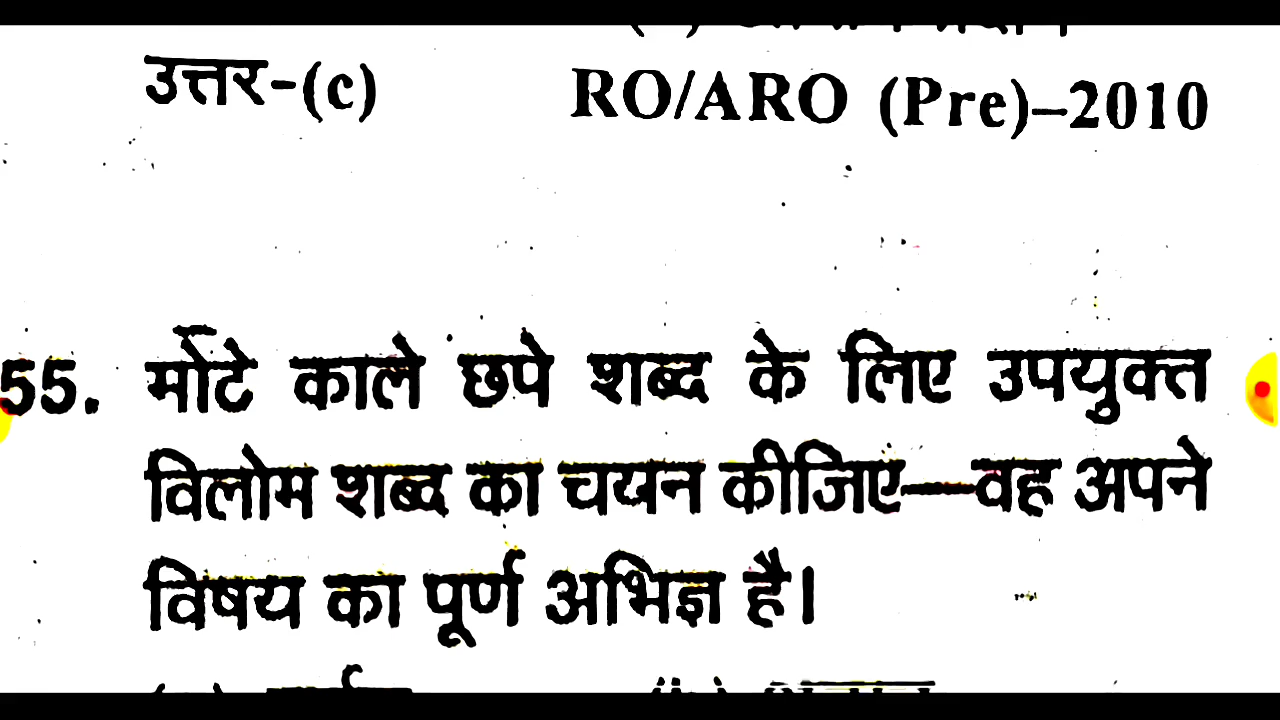 उत्तर-(c) RO/ARO (Pre)–2010
55. मोटे काले छपे शब्द के लिए उपयुक्त
विलोम शब्द का चयन कीजिए—वह अपने
विषय का पूर्ण अभिज्ञ है।